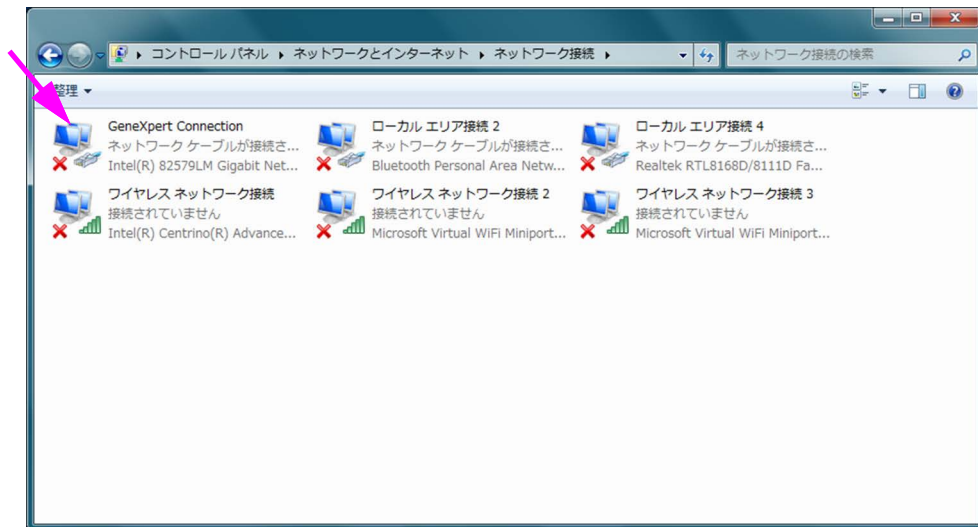 コントロール パネル ▸ ネットワークとインターネット ▸ ネットワーク接続 ▸
ネットワーク接続の検索
整理
GeneXpert Connection
ネットワーク ケーブルが接続さ...
Intel(R) 82579LM Gigabit Net...
ローカル エリア接続 2
ネットワーク ケーブルが接続さ...
Bluetooth Personal Area Netw...
ローカル エリア接続 4
ネットワーク ケーブルが接続さ...
Realtek RTL8168D/8111D Fa...
ワイヤレス ネットワーク接続
接続されていません
Intel(R) Centrino(R) Advance...
ワイヤレス ネットワーク接続 2
接続されていません
Microsoft Virtual WiFi Miniport...
ワイヤレス ネットワーク接続 3
接続されていません
Microsoft Virtual WiFi Miniport...